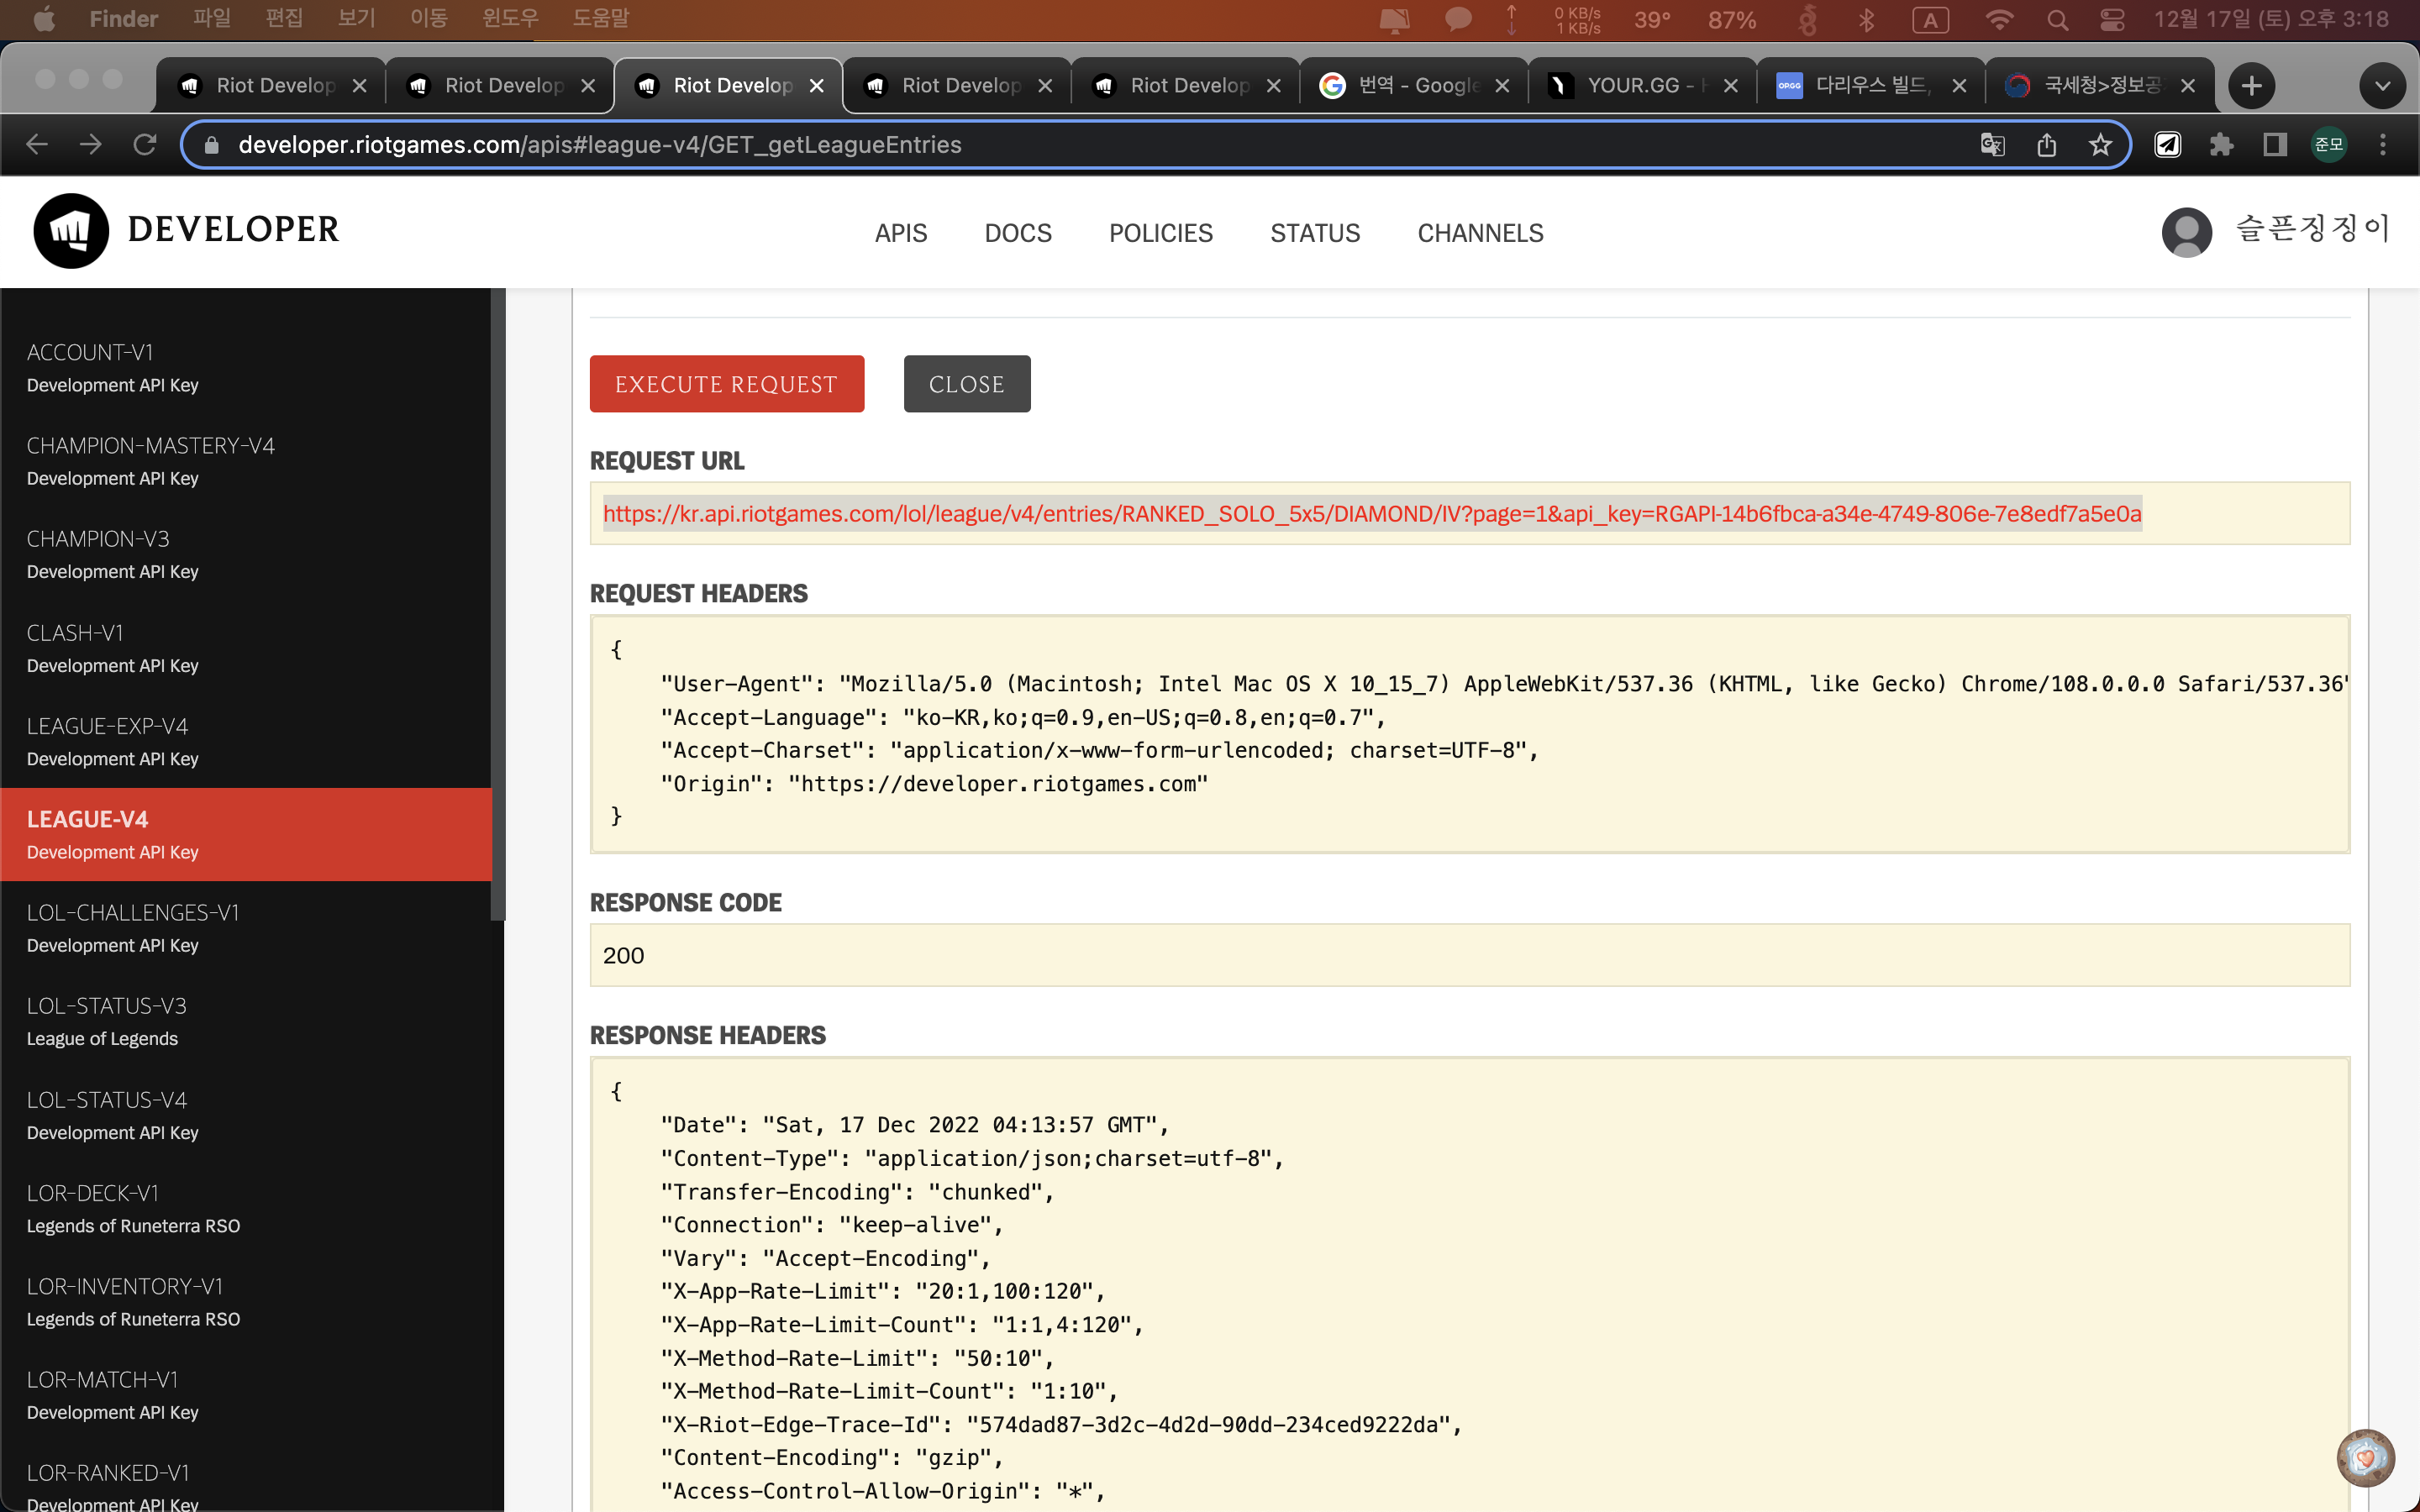 Finder 파일 편집 보기 이동 윈도우 도움말 0 KB/s 1 KB/s 39° 87% A 12월 17일 (토) 오후 3:18
Riot Develop Riot Develop Riot Develop Riot Develop Riot Develop 번역 - Google YOUR.GG - H OP.GG 다리우스 빌드, 국세청>정보공
developer.riotgames.com/apis#league-v4/GET_getLeagueEntries 준모
DEVELOPER APIS DOCS POLICIES STATUS CHANNELS 슬픈징징이
ACCOUNT-V1
Development API Key
CHAMPION-MASTERY-V4
Development API Key
CHAMPION-V3
Development API Key
CLASH-V1
Development API Key
LEAGUE-EXP-V4
Development API Key
LEAGUE-V4
Development API Key
LOL-CHALLENGES-V1
Development API Key
LOL-STATUS-V3
League of Legends
LOL-STATUS-V4
Development API Key
LOR-DECK-V1
Legends of Runeterra RSO
LOR-INVENTORY-V1
Legends of Runeterra RSO
LOR-MATCH-V1
Development API Key
LOR-RANKED-V1
Development API Key
EXECUTE REQUEST CLOSE
REQUEST URL
https://kr.api.riotgames.com/lol/league/v4/entries/RANKED_SOLO_5x5/DIAMOND/IV?page=1&api_key=RGAPI-14b6fbca-a34e-4749-806e-7e8edf7a5e0a
REQUEST HEADERS
{
"User-Agent": "Mozilla/5.0 (Macintosh; Intel Mac OS X 10_15_7) AppleWebKit/537.36 (KHTML, like Gecko) Chrome/108.0.0.0 Safari/537.36"
"Accept-Language": "ko-KR,ko;q=0.9,en-US;q=0.8,en;q=0.7",
"Accept-Charset": "application/x-www-form-urlencoded; charset=UTF-8",
"Origin": "https://developer.riotgames.com"
}
RESPONSE CODE
200
RESPONSE HEADERS
{
"Date": "Sat, 17 Dec 2022 04:13:57 GMT",
"Content-Type": "application/json;charset=utf-8",
"Transfer-Encoding": "chunked",
"Connection": "keep-alive",
"Vary": "Accept-Encoding",
"X-App-Rate-Limit": "20:1,100:120",
"X-App-Rate-Limit-Count": "1:1,4:120",
"X-Method-Rate-Limit": "50:10",
"X-Method-Rate-Limit-Count": "1:10",
"X-Riot-Edge-Trace-Id": "574dad87-3d2c-4d2d-90dd-234ced9222da",
"Content-Encoding": "gzip",
"Access-Control-Allow-Origin": "*",